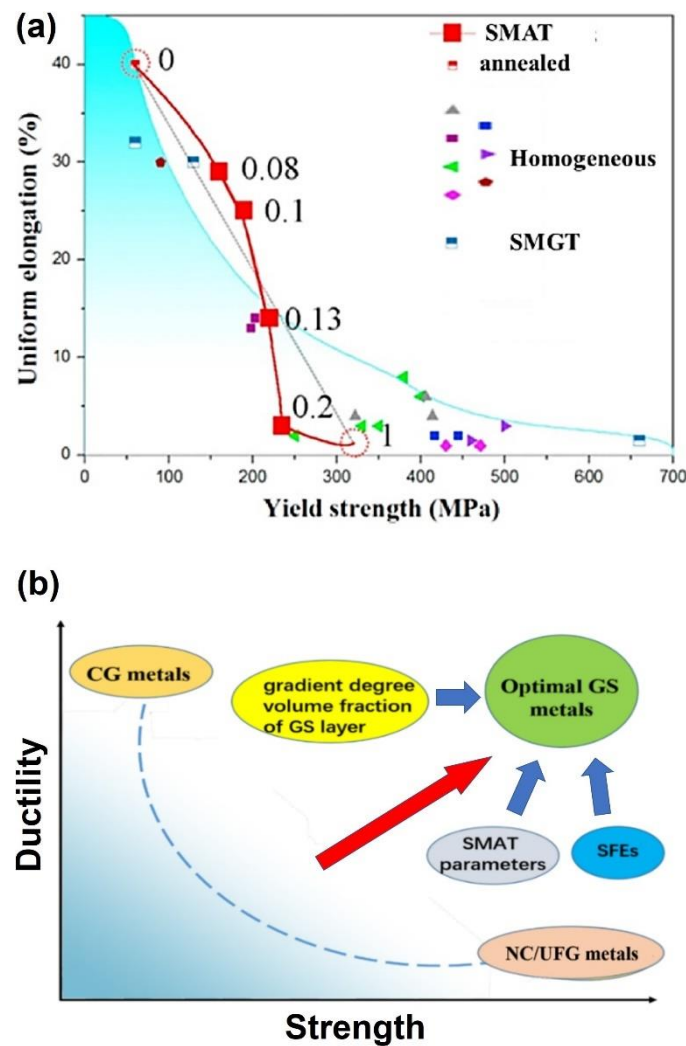 (a)
SMAT
annealed
Homogeneous
SMGT
0
0.08
0.1
0.13
0.2
1
Uniform elongation (%)
40
30
20
10
0
0 100 200 300 400 500 600 700
Yield strength (MPa)
(b)
CG metals
gradient degree
volume fraction
of GS layer
Optimal GS
metals
SMAT
parameters
SFEs
NC/UFG metals
Ductility
Strength